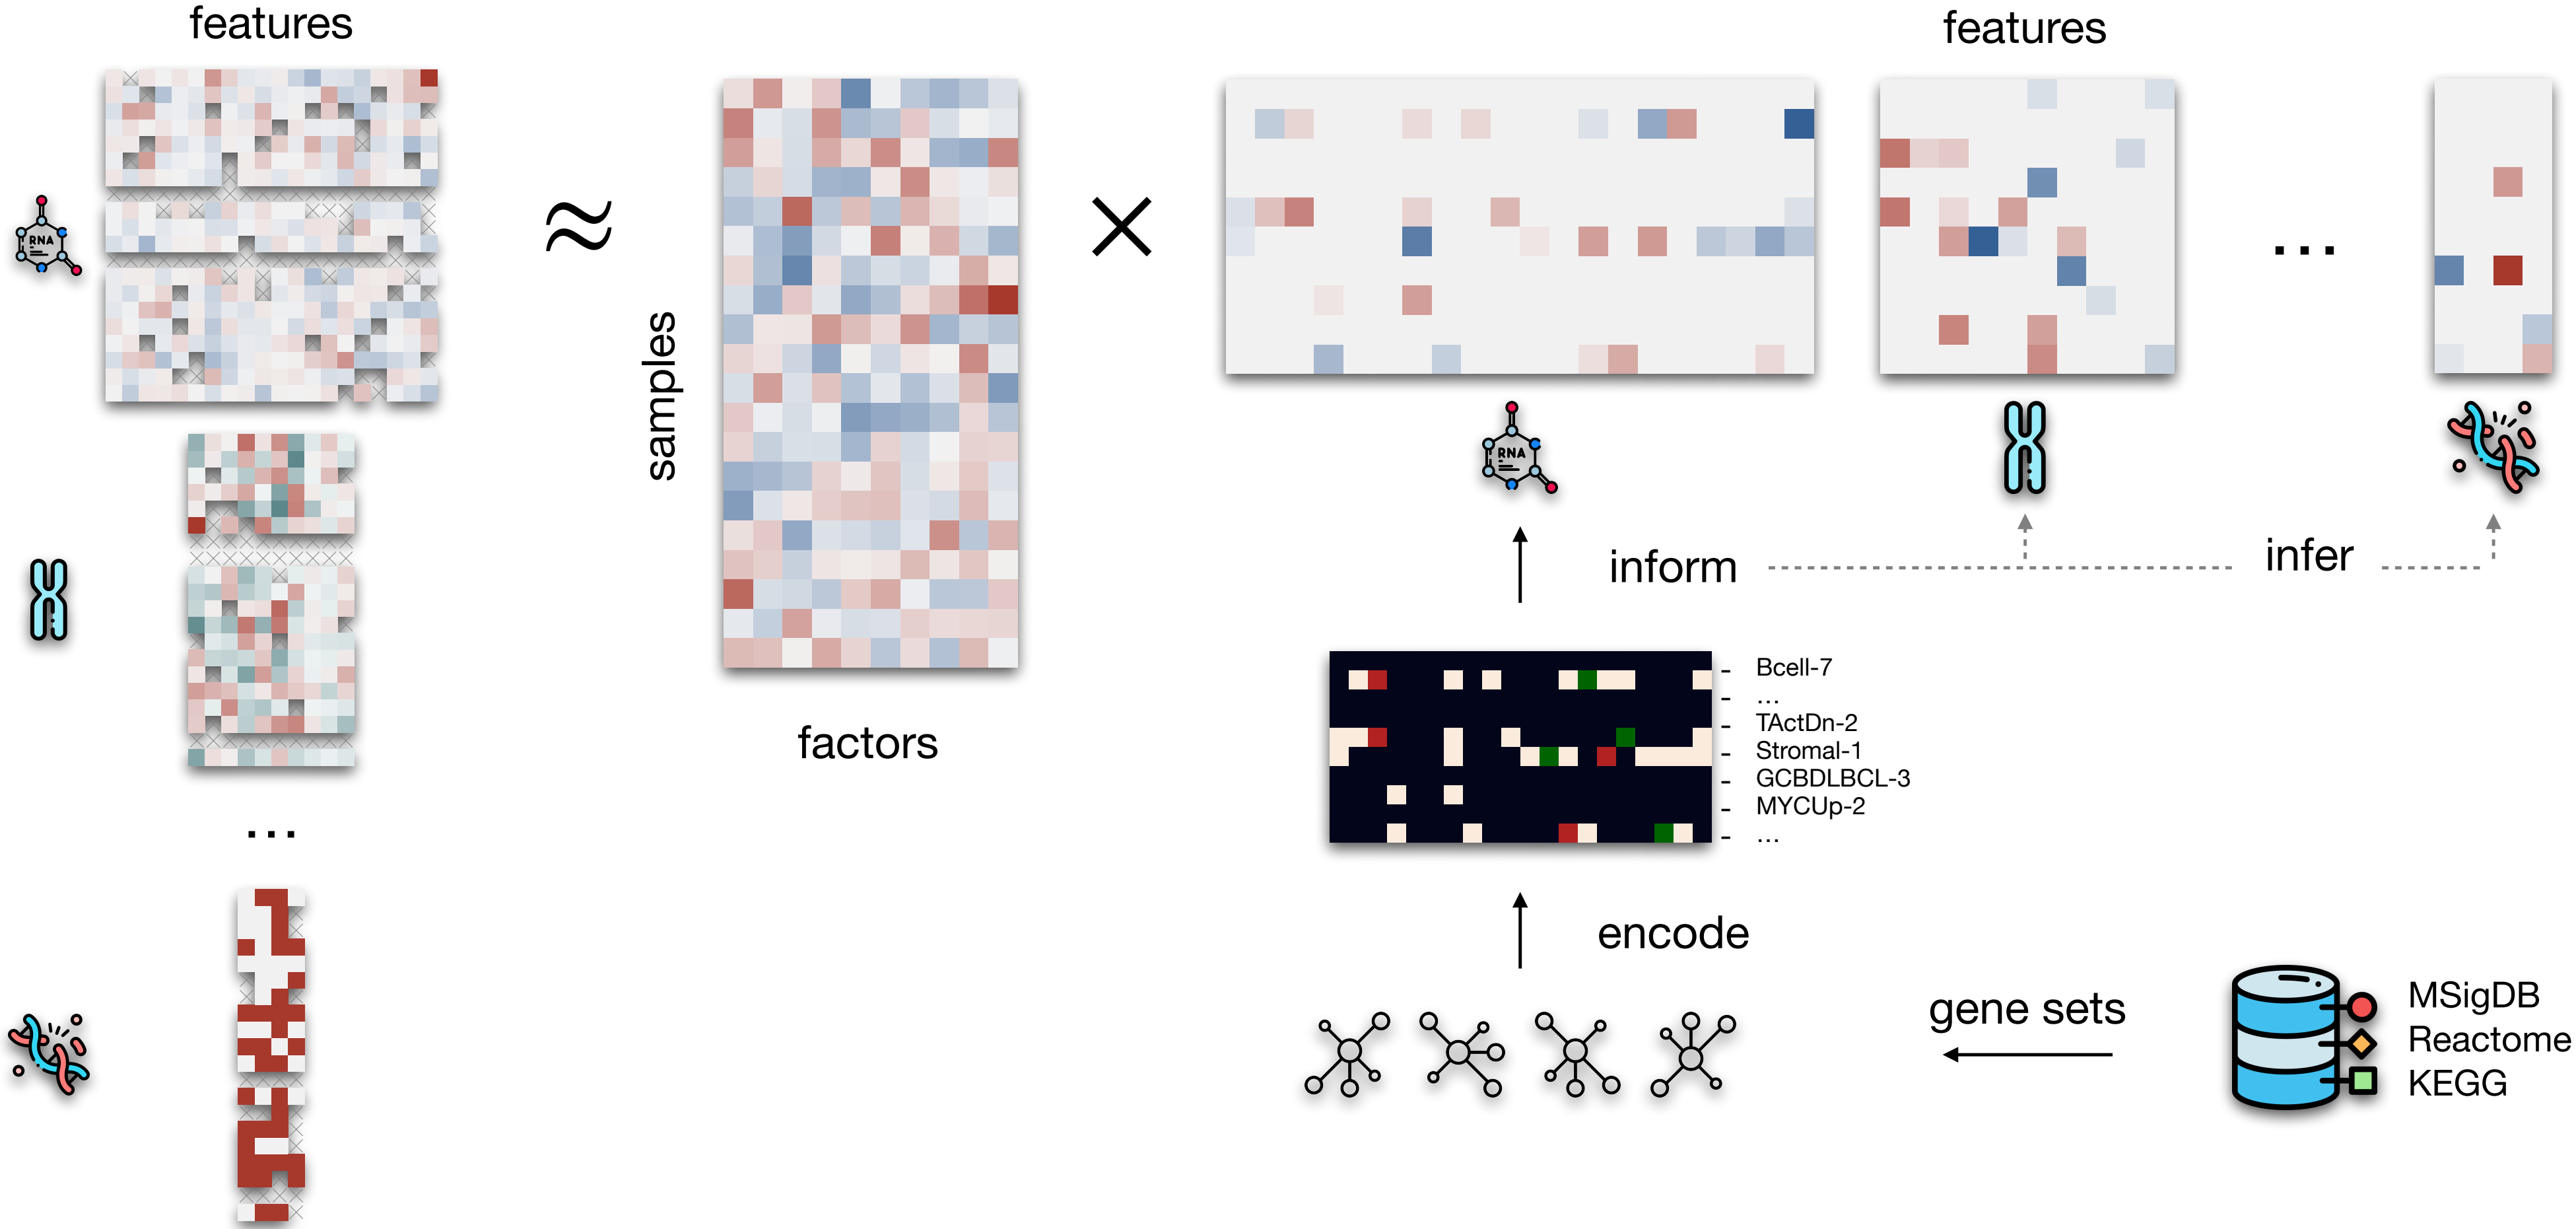 features
features
RNA
≈
×
samples
factors
...
RNA
inform
infer
Bcell-7
...
TActDn-2
Stromal-1
GCBDLBCL-3
MYCUp-2
...
...
encode
gene sets
MSigDB
Reactome
KEGG